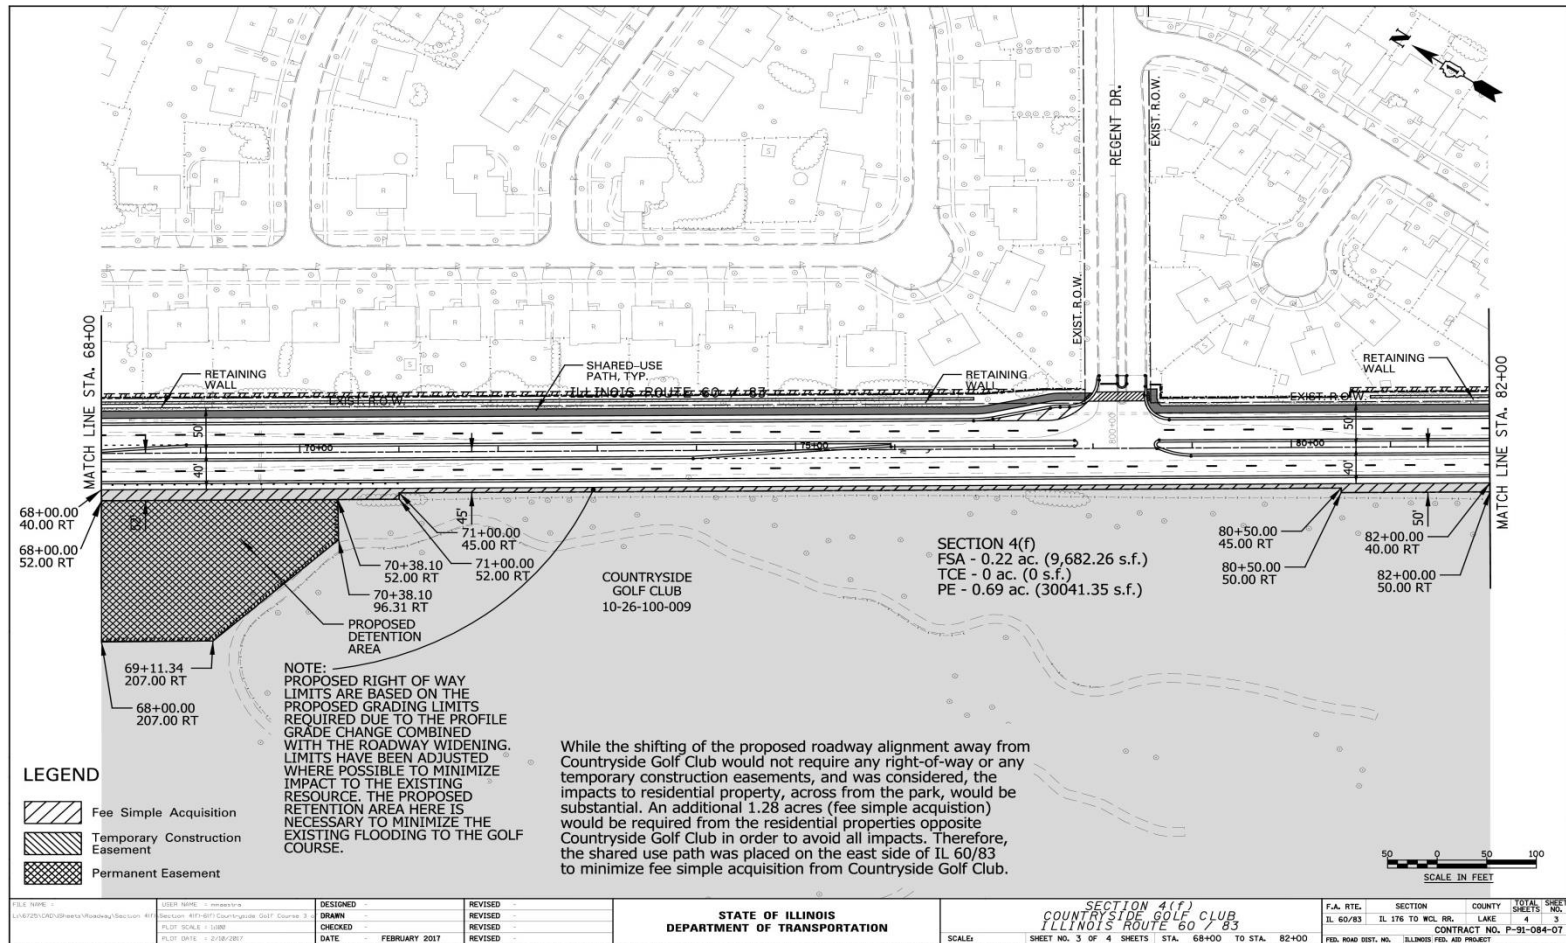 N
REGENT DR.
EXIST. R.O.W.
EXIST. R.O.W.
MATCH LINE STA. 68+00
MATCH LINE STA. 82+00
RETAINING
WALL
SHARED-USE
PATH, TYP.
ILLINOIS ROUTE 60 / 83
RETAINING
WALL
RETAINING
WALL
EXIST. R.O.W.
EXIST. R.O.W.
50'
40'
70+00
75+00
800+00
80+00
50'
40'
52'
45'
50'
68+00.00
40.00 RT
68+00.00
52.00 RT
71+00.00
45.00 RT
71+00.00
52.00 RT
70+38.10
52.00 RT
70+38.10
96.31 RT
PROPOSED
DETENTION
AREA
69+11.34
207.00 RT
68+00.00
207.00 RT
COUNTRYSIDE
GOLF CLUB
10-26-100-009
SECTION 4(f)
FSA - 0.22 ac. (9,682.26 s.f.)
TCE - 0 ac. (0 s.f.)
PE - 0.69 ac. (30041.35 s.f.)
80+50.00
45.00 RT
80+50.00
50.00 RT
82+00.00
40.00 RT
82+00.00
50.00 RT
NOTE:
PROPOSED RIGHT OF WAY
LIMITS ARE BASED ON THE
PROPOSED GRADING LIMITS
REQUIRED DUE TO THE PROFILE
GRADE CHANGE COMBINED
WITH THE ROADWAY WIDENING.
LIMITS HAVE BEEN ADJUSTED
WHERE POSSIBLE TO MINIMIZE
IMPACT TO THE EXISTING
RESOURCE. THE PROPOSED
RETENTION AREA HERE IS
NECESSARY TO MINIMIZE THE
EXISTING FLOODING TO THE GOLF
COURSE.
While the shifting of the proposed roadway alignment away from
Countryside Golf Club would not require any right-of-way or any
temporary construction easements, and was considered, the
impacts to residential property, across from the park, would be
substantial. An additional 1.28 acres (fee simple acquistion)
would be required from the residential properties opposite
Countryside Golf Club in order to avoid all impacts. Therefore,
the shared use path was placed on the east side of IL 60/83
to minimize fee simple acquisition from Countryside Golf Club.
LEGEND
Fee Simple Acquisition
Temporary Construction
Easement
Permanent Easement
50 0 50 100
SCALE IN FEET
FILE NAME :
USER NAME :
PLOT SCALE :
PLOT DATE : 2/10/2017
DESIGNED -
DRAWN -
CHECKED -
DATE - FEBRUARY 2017
REVISED -
REVISED -
REVISED -
REVISED -
STATE OF ILLINOIS
DEPARTMENT OF TRANSPORTATION
SECTION 4(f)
COUNTRYSIDE GOLF CLUB
ILLINOIS ROUTE 60 / 83
SCALE: SHEET NO. 3 OF 4 SHEETS STA. 68+00 TO STA. 82+00
F.A. RTE. SECTION COUNTY TOTAL SHEETS SHEET NO.
IL 60/83 IL 176 TO WCL RR. LAKE 4 3
CONTRACT NO. P-91-084-07
FED. ROAD DIST. NO. ILLINOIS FED. AID PROJECT